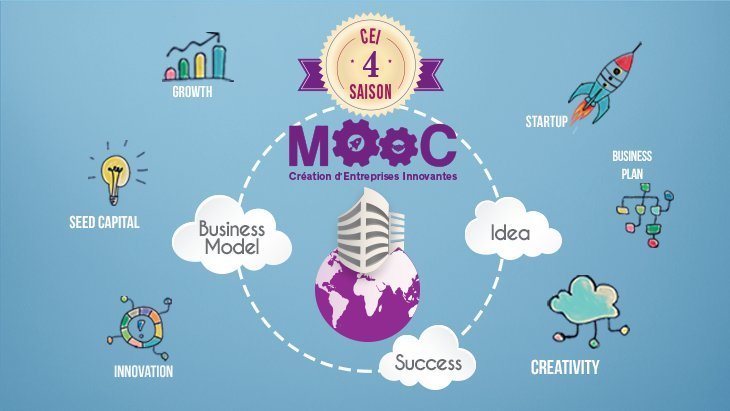 CEI
4
SAISON
GROWTH
MOOC
Création d'Entreprises Innovantes
STARTUP
BUSINESS
PLAN
SEED CAPITAL
Business
Model
Idea
INNOVATION
Success
CREATIVITY